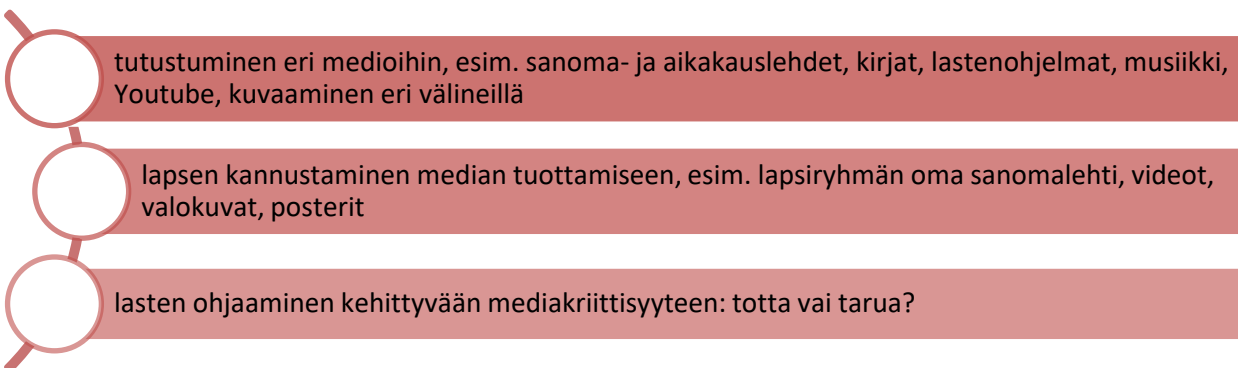 tutustuminen eri medioihin, esim. sanoma- ja aikakauslehdet, kirjat, lastenohjelmat, musiikki,
Youtube, kuvaaminen eri välineillä
lapsen kannustaminen median tuottamiseen, esim. lapsiryhmän oma sanomalehti, videot,
valokuvat, posterit
lasten ohjaaminen kehittyvään mediakriittisyyteen: totta vai tarua?